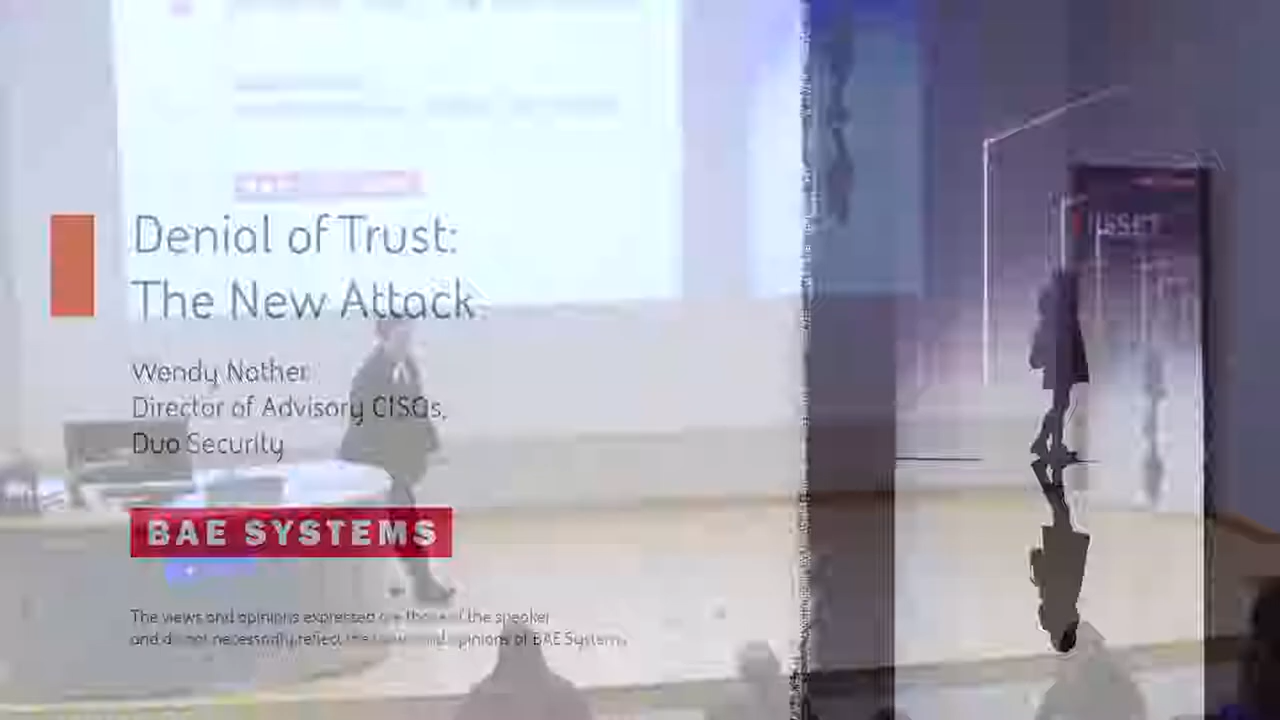 Denial of Trust:
The New Attack
Wendy Nather
Director of Advisory CISOs,
Duo Security
BAE SYSTEMS
The views and opinions expressed are those of the speaker
and do not necessarily reflect the views and opinions of BAE Systems